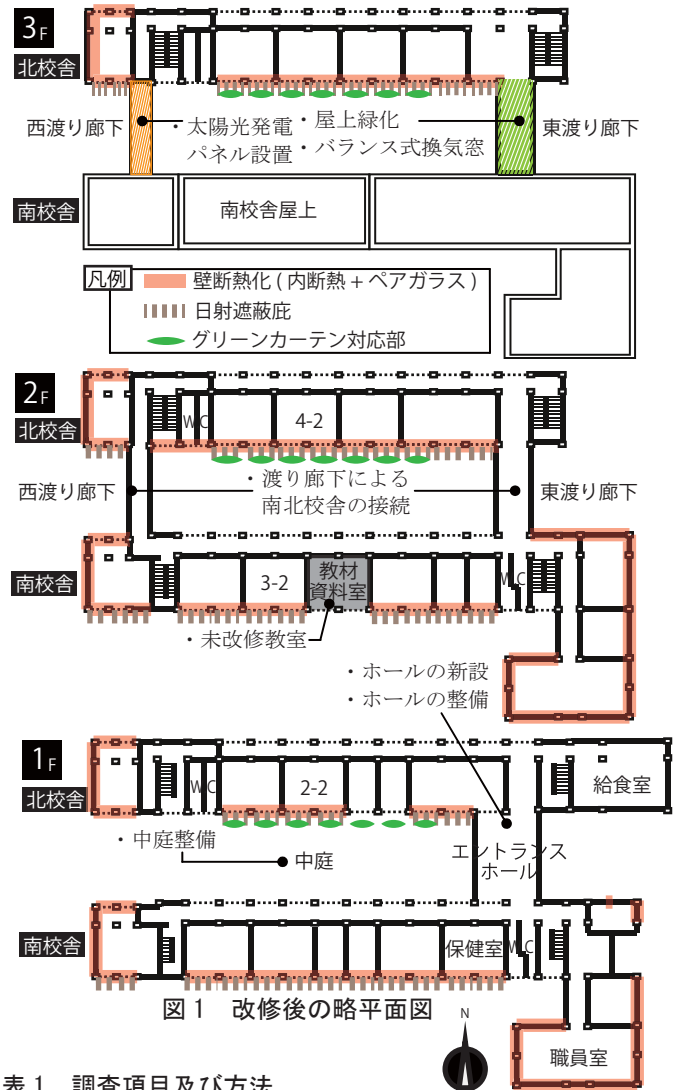 3F
北校舎
西渡り廊下
・太陽光発電
パネル設置
・屋上緑化
・バランス式換気窓
東渡り廊下
南校舎
南校舎屋上
凡例
壁断熱化(内断熱+ペアガラス)
日射遮蔽庇
グリーンカーテン対応部
2F
北校舎
WC
4-2
西渡り廊下
・渡り廊下による
南北校舎の接続
東渡り廊下
南校舎
3-2
教材
資料室
WC
・未改修教室
・ホールの新設
・ホールの整備
1F
北校舎
WC
2-2
給食室
・中庭整備
中庭
エントランス
ホール
南校舎
保健室
WC
図1 改修後の略平面図
N
職員室
表1 調査項目及び方法